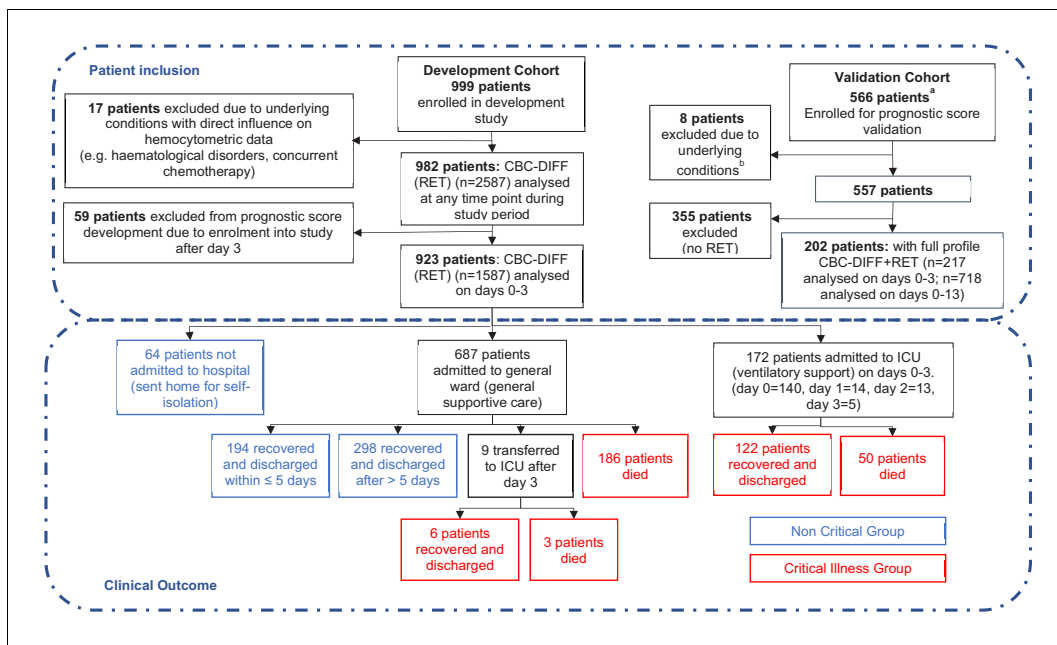 Patient inclusion
Development Cohort
999 patients
enrolled in development
study
17 patients excluded due to underlying
conditions with direct influence on
hemocytometric data
(e.g. haematological disorders, concurrent
chemotherapy)
982 patients: CBC-DIFF
(RET) (n=2587) analysed
at any time point during
study period
59 patients excluded from prognostic score
development due to enrolment into study
after day 3
923 patients: CBC-DIFF
(RET) (n=1587) analysed
on days 0-3
Validation Cohort
566 patients a
Enrolled for prognostic score
validation
8 patients
excluded due to
underlying
conditions b
557 patients
355 patients
excluded
(no RET)
202 patients: with full profile
CBC-DIFF+RET (n=217
analysed on days 0-3; n=718
analysed on days 0-13)
64 patients not
admitted to hospital
(sent home for self-
isolation)
687 patients
admitted to general
ward (general
supportive care)
172 patients admitted to ICU
(ventilatory support) on days 0-3.
(day 0=140, day 1=14, day 2=13,
day 3=5)
194 recovered
and discharged
within ≤ 5 days
298 recovered
and discharged
after > 5 days
9 transferred
to ICU after
day 3
186 patients
died
122 patients
recovered and
discharged
50 patients
died
6 patients
recovered and
discharged
3 patients
died
Non Critical Group
Critical Illness Group
Clinical Outcome